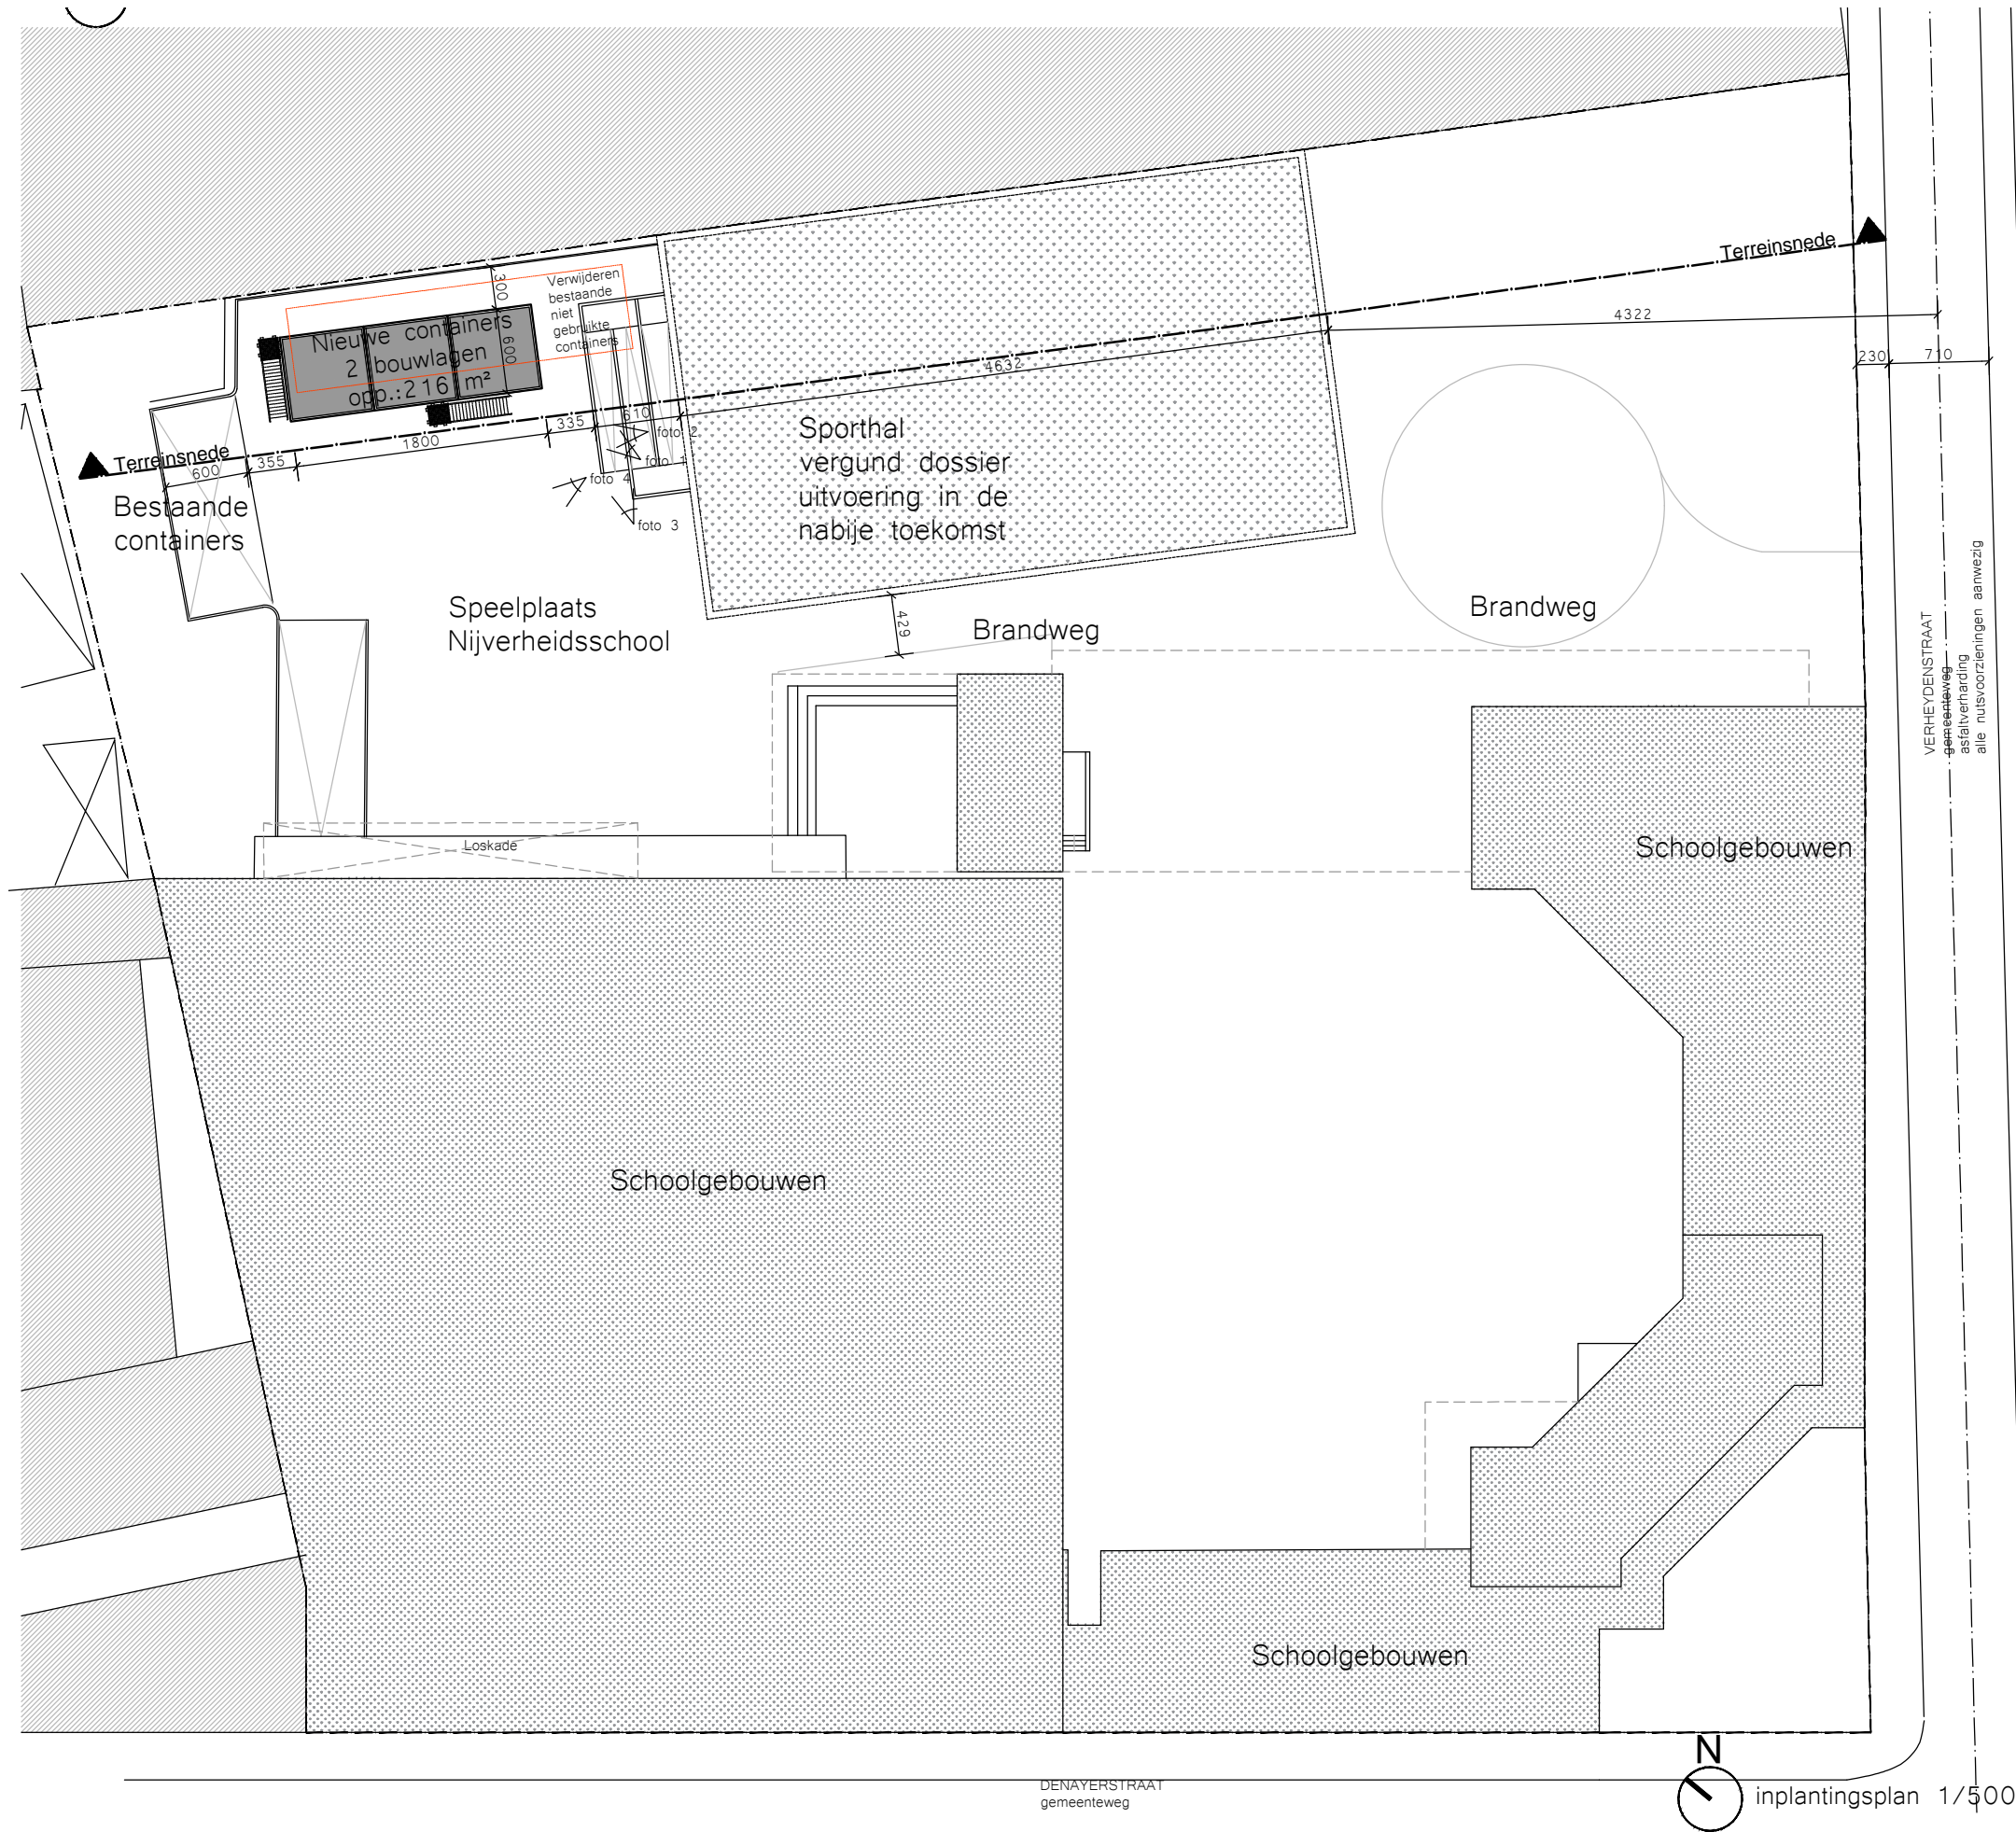 Terreinsnede
4322
230
710
300
Verwijderen
bestaande
niet
gebruikte
containers
Nieuwe containers
2 bouwlagen
opp.:216 m²
600
4632
610
335
1800
355
600
Terreinsnede
foto 2
foto 1
foto 4
foto 3
Sporthal
vergund dossier
uitvoering in de
nabije toekomst
Bestaande
containers
Speelplaats
Nijverheidsschool
429
Brandweg
Brandweg
VERHEYDENSTRAAT
gemeenteweg
asfaltverharding
alle nutsvoorzieningen aanwezig
Loskade
Schoolgebouwen
Schoolgebouwen
Schoolgebouwen
DENAYERSTRAAT
gemeenteweg
N
inplantingsplan 1/500